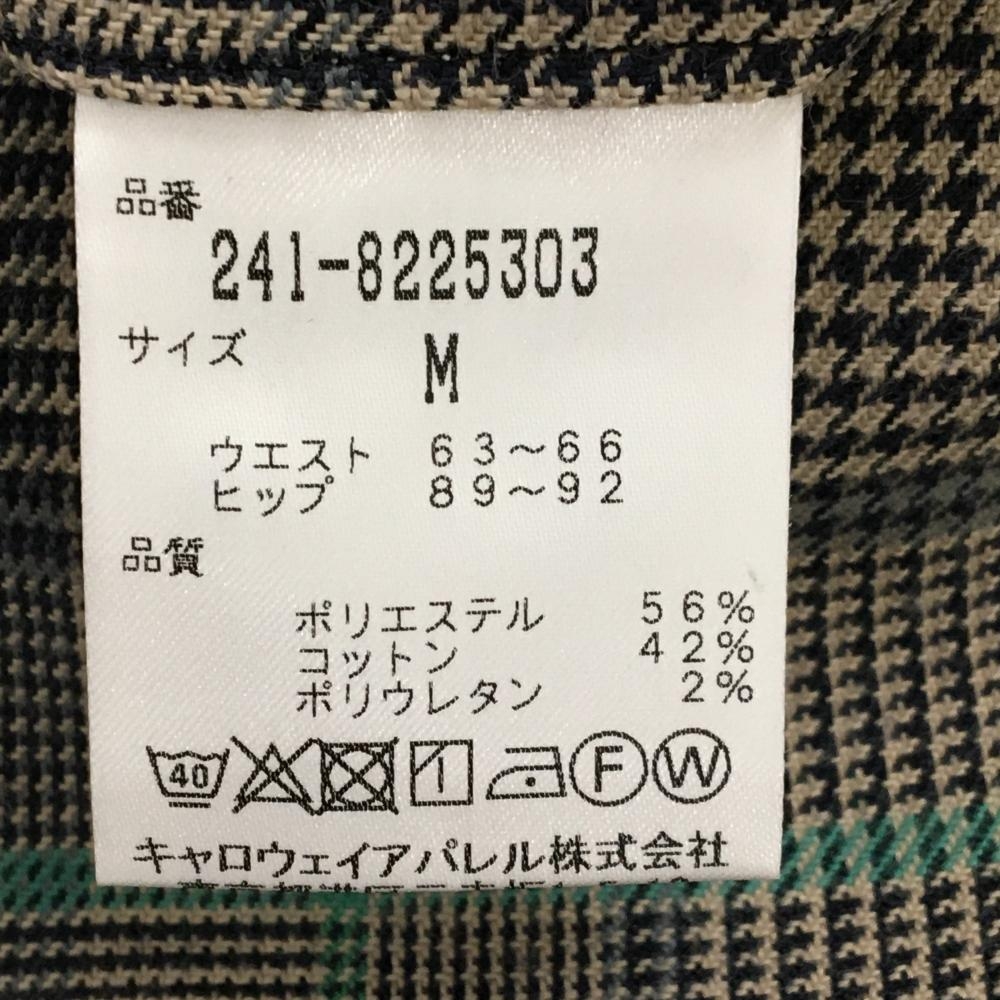 品番
241-8225303
サイズ
M
ウエスト 63〜66
ヒップ 89〜92
品質
ポリエステル 56%
コットン 42%
ポリウレタン 2%
40 F W
キャロウェイアパレル株式会社